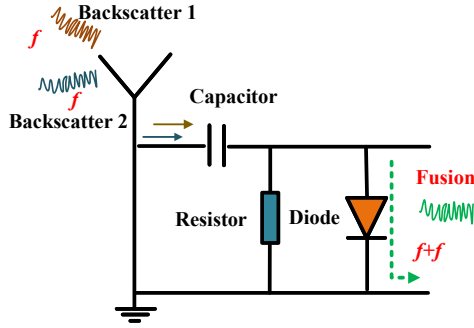 Backscatter 1
f
f
Backscatter 2
Capacitor
Resistor
Diode
Fusion
f+f